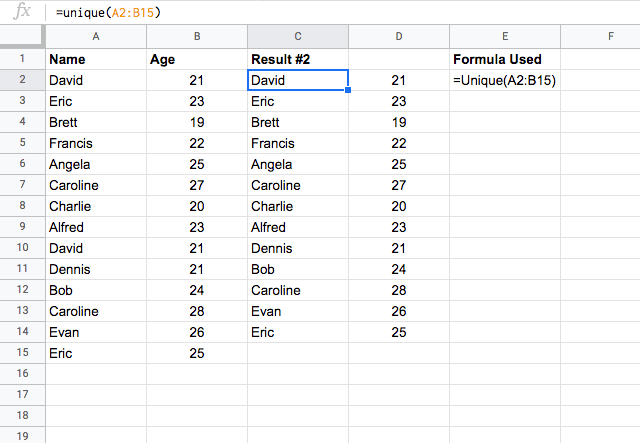 fx =unique(A2:B15)
A B C D E F
1 Name Age Result #2 Formula Used
2 David 21 David 21 =Unique(A2:B15)
3 Eric 23 Eric 23
4 Brett 19 Brett 19
5 Francis 22 Francis 22
6 Angela 25 Angela 25
7 Caroline 27 Caroline 27
8 Charlie 20 Charlie 20
9 Alfred 23 Alfred 23
10 David 21 Dennis 21
11 Dennis 21 Bob 24
12 Bob 24 Caroline 28
13 Caroline 28 Evan 26
14 Evan 26 Eric 25
15 Eric 25
16
17
18
19